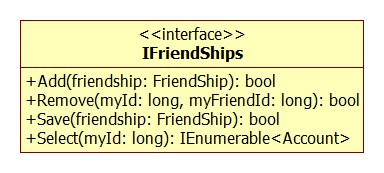 <<interface>>
IFriendShips
+Add(friendship: FriendShip): bool
+Remove(myId: long, myFriendId: long): bool
+Save(friendship: FriendShip): bool
+Select(myId: long): IEnumerable<Account>